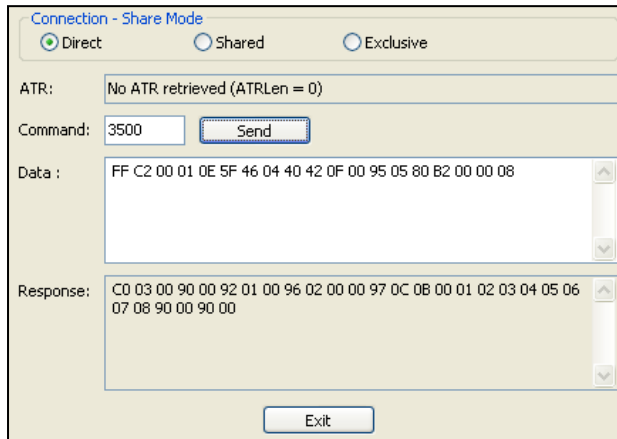 Connection - Share Mode
Direct Shared Exclusive
ATR: No ATR retrieved (ATRLen = 0)
Command: 3500 Send
Data : FF C2 00 01 0E 5F 46 04 40 42 0F 00 95 05 80 B2 00 00 08
Response: C0 03 00 90 00 92 01 00 96 02 00 00 97 0C 0B 00 01 02 03 04 05 06
07 08 90 00 90 00
Exit